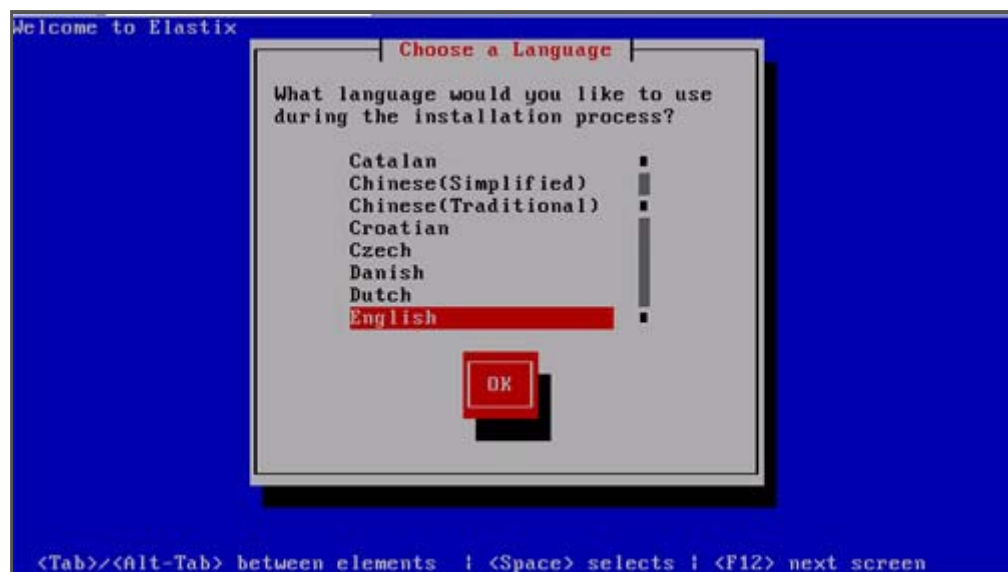 Welcome to Elastix
Choose a Language
What language would you like to use
during the installation process?
Catalan
Chinese(Simplified)
Chinese(Traditional)
Croatian
Czech
Danish
Dutch
English
OK
<Tab>/<Alt-Tab> between elements | <Space> selects | <F12> next screen